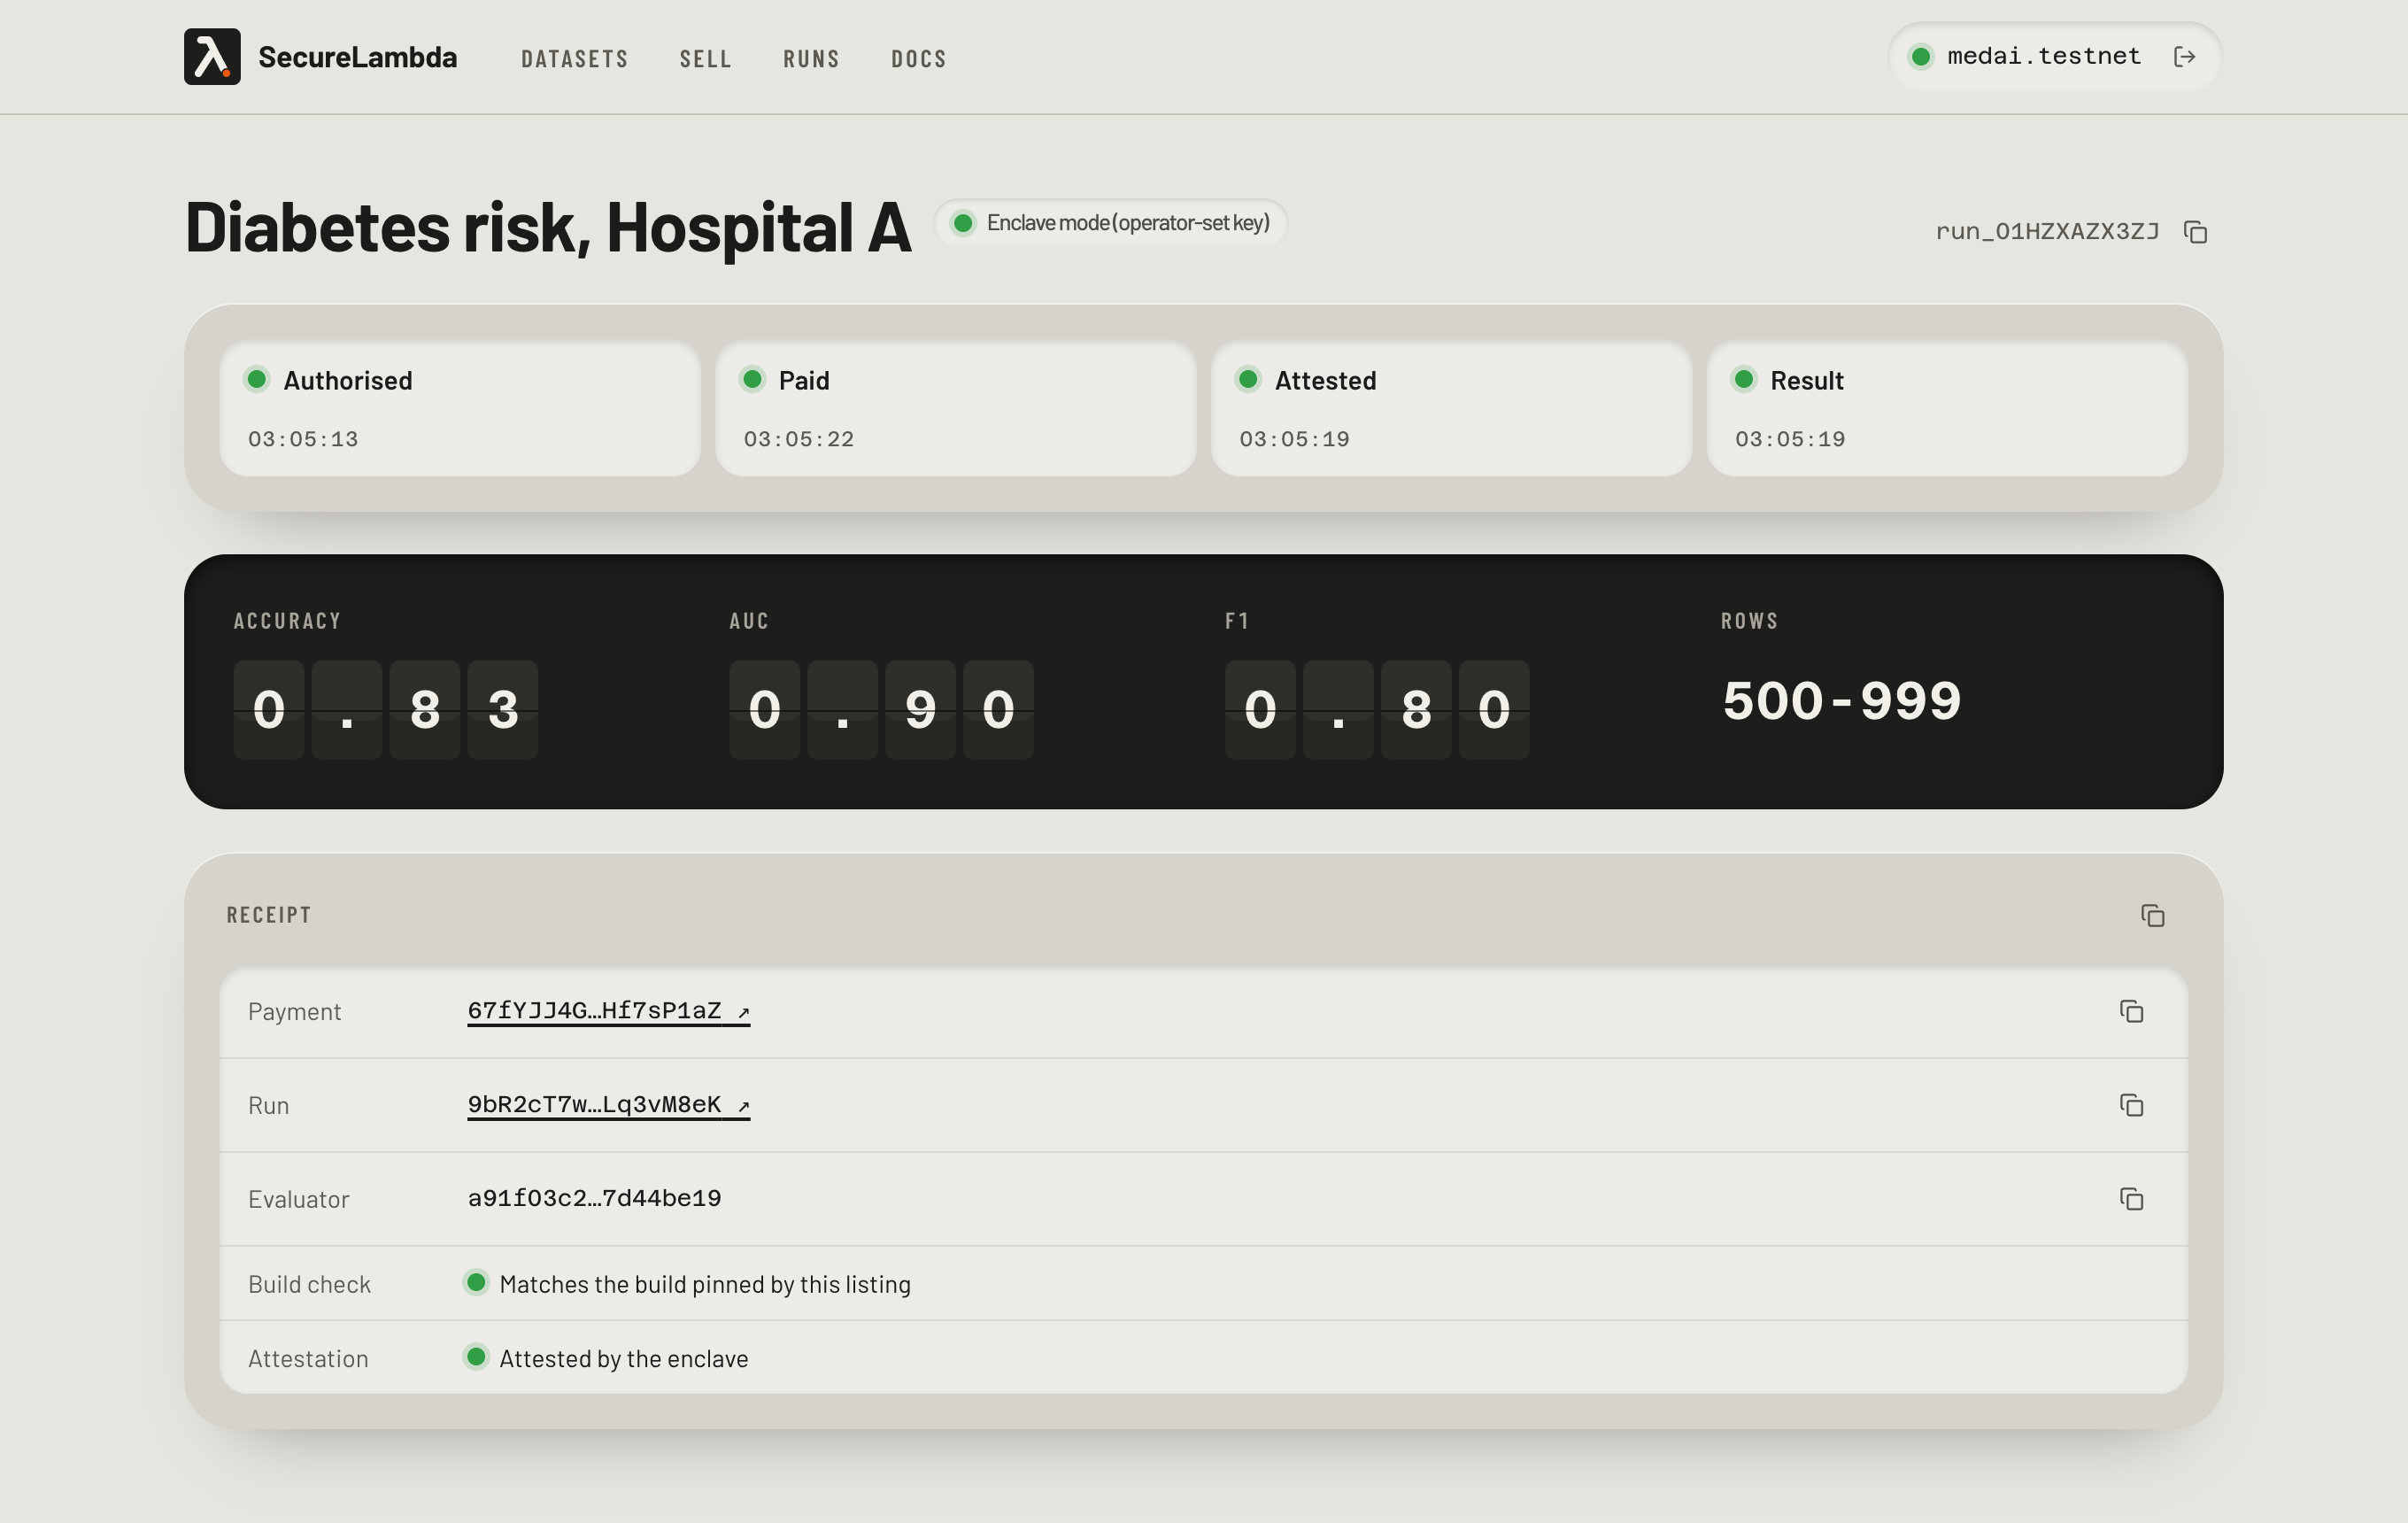 SecureLambda DATASETS SELL RUNS DOCS medai.testnet
Diabetes risk, Hospital A Enclave mode (operator-set key) run_01HZXAZX3ZJ
Authorised Paid Attested Result
03:05:13 03:05:22 03:05:19 03:05:19
ACCURACY AUC F1 ROWS
0.83 0.90 0.80 500-999
RECEIPT
Payment 67fYJJ4G…Hf7sP1aZ ↗
Run 9bR2cT7w…Lq3vM8eK ↗
Evaluator a91f03c2…7d44be19
Build check Matches the build pinned by this listing
Attestation Attested by the enclave